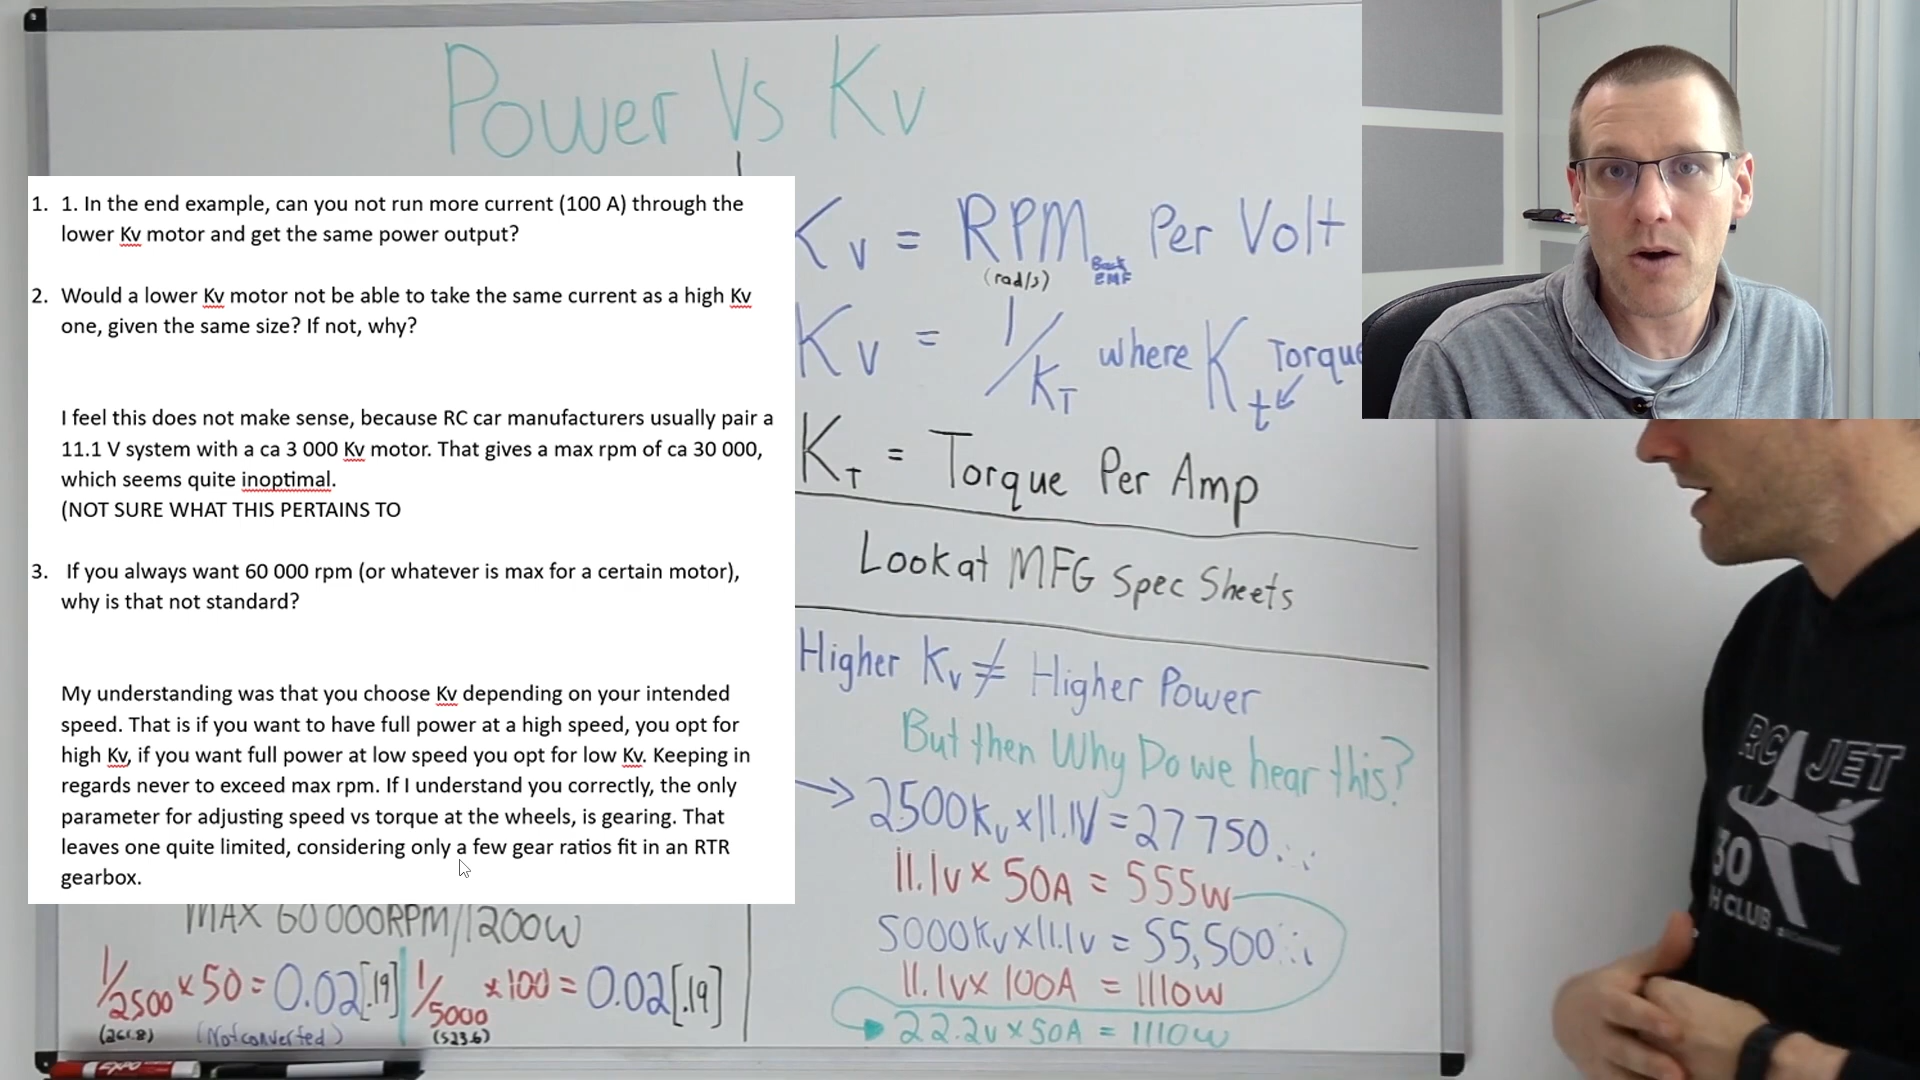 Power Vs Kv
1. 1. In the end example, can you not run more current (100 A) through the
lower Kv motor and get the same power output?
2. Would a lower Kv motor not be able to take the same current as a high Kv
one, given the same size? If not, why?
I feel this does not make sense, because RC car manufacturers usually pair a
11.1 V system with a ca 3 000 Kv motor. That gives a max rpm of ca 30 000,
which seems quite inoptimal.
(NOT SURE WHAT THIS PERTAINS TO
3. If you always want 60 000 rpm (or whatever is max for a certain motor),
why is that not standard?
My understanding was that you choose Kv depending on your intended
speed. That is if you want to have full power at a high speed, you opt for
high Kv, if you want full power at low speed you opt for low Kv. Keeping in
regards never to exceed max rpm. If I understand you correctly, the only
parameter for adjusting speed vs torque at the wheels, is gearing. That
leaves one quite limited, considering only a few gear ratios fit in an RTR
gearbox.
MAX 60 000RPM/1200W
1/2500 x 50 = 0.02[.19]
(261.8) (Not converted)
1/5000 x 100 = 0.02[.19]
(523.6)
Kv = RPM Back EMF Per Volt
(rad/s)
Kv = 1/KT where Kt Torque
KT = Torque Per Amp
Look at MFG Spec Sheets
Higher Kv ≠ Higher Power
But then Why Do we hear this?
→ 2500Kv x 11.1V = 27750
11.1v x 50A = 555w
5000Kv x 11.1v = 55,500
11.1v x 100A = 1110w
22.2v x 50A = 1110w
RC JET
30
H CLUB
EXPO